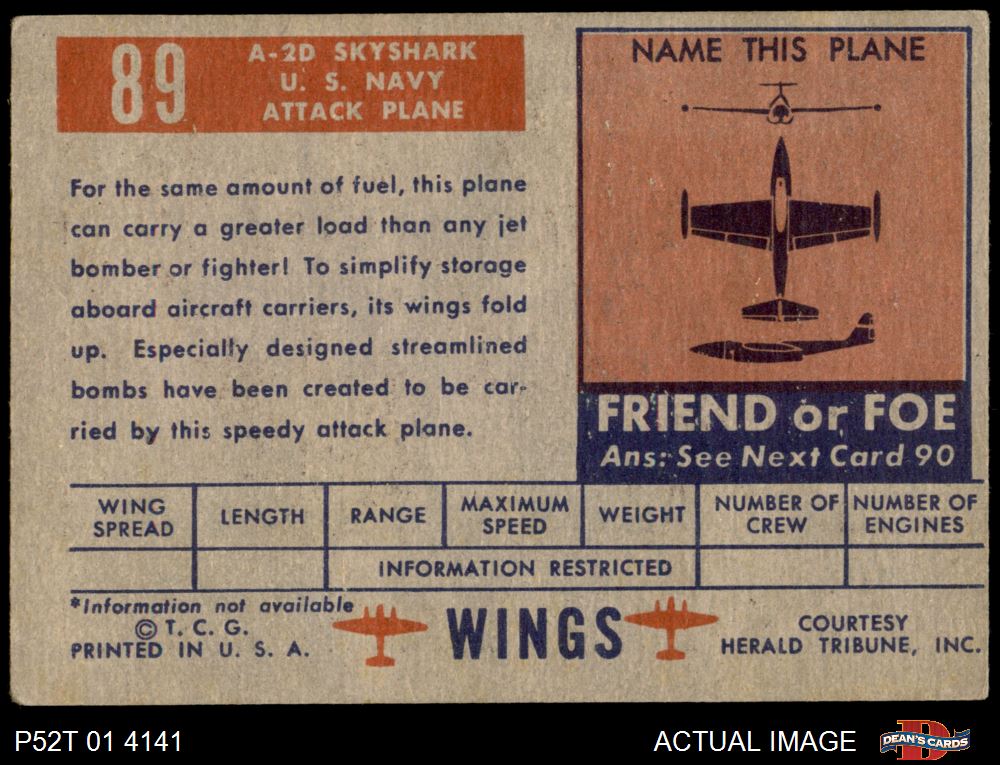 89
A-2D SKYSHARK
U. S. NAVY
ATTACK PLANE
For the same amount of fuel, this plane
can carry a greater load than any jet
bomber or fighter! To simplify storage
aboard aircraft carriers, its wings fold
up. Especially designed streamlined
bombs have been created to be car-
ried by this speedy attack plane.
NAME THIS PLANE
FRIEND or FOE
Ans: See Next Card 90
WING SPREAD
LENGTH
RANGE
MAXIMUM SPEED
WEIGHT
NUMBER OF CREW
NUMBER OF ENGINES
INFORMATION RESTRICTED
*Information not available
© T. C. G.
PRINTED IN U. S. A.
WINGS
COURTESY
HERALD TRIBUNE, INC.
P52T 01 4141
ACTUAL IMAGE
D
DEAN'S CARDS